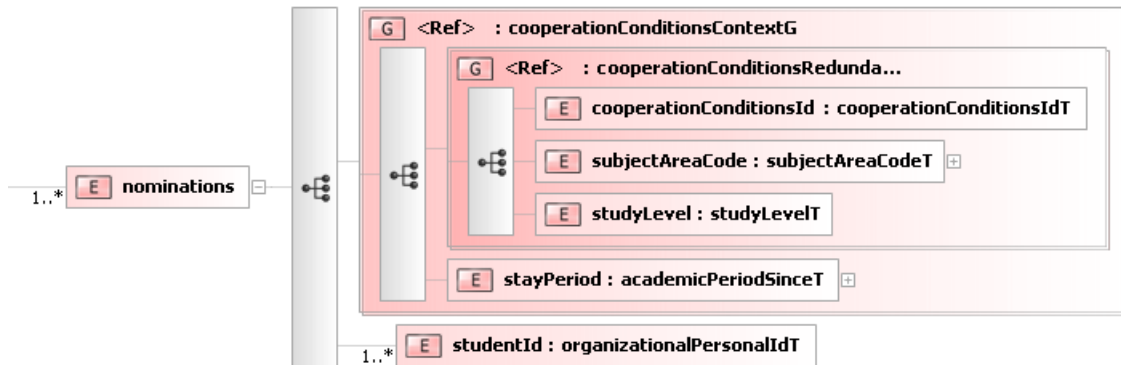 G <Ref> : cooperationConditionsContextG
G <Ref> : cooperationConditionsRedunda...
E cooperationConditionsId : cooperationConditionsIdT
E subjectAreaCode : subjectAreaCodeT
E nominations
1..*
E studyLevel : studyLevelT
E stayPeriod : academicPeriodSinceT
E studentId : organizationalPersonalIdT
1..*